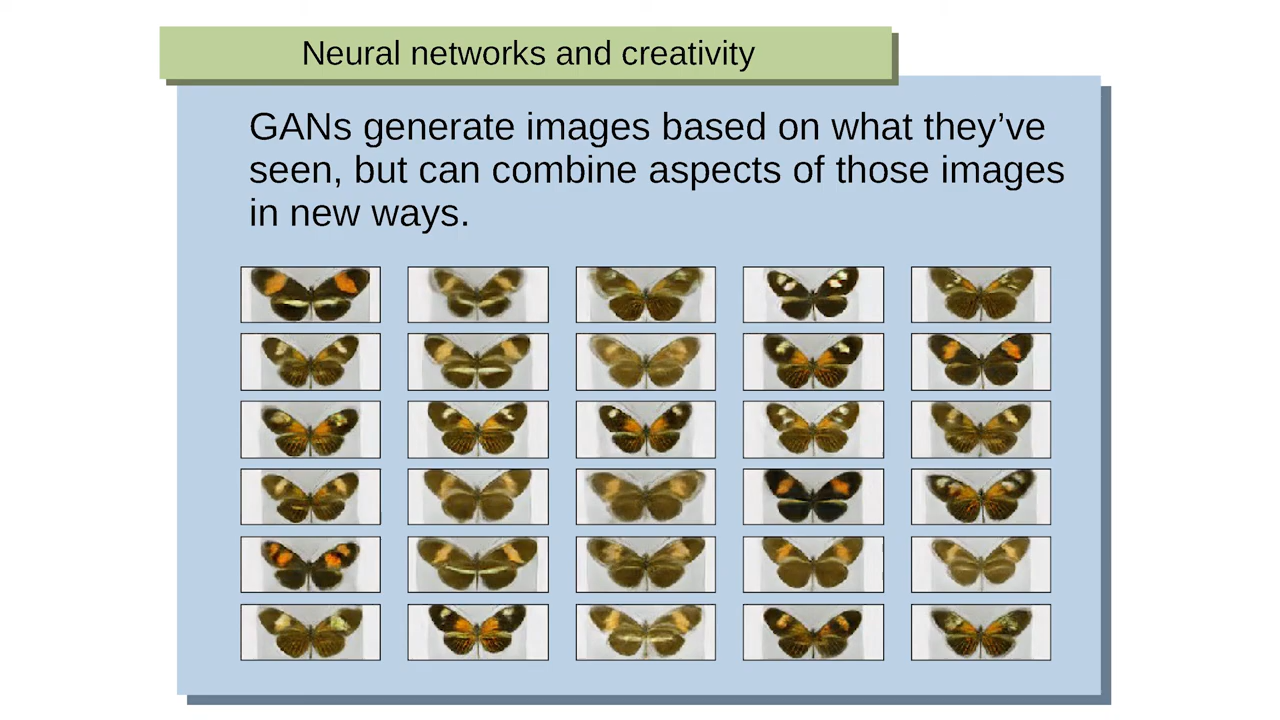 Neural networks and creativity
GANs generate images based on what they’ve
seen, but can combine aspects of those images
in new ways.